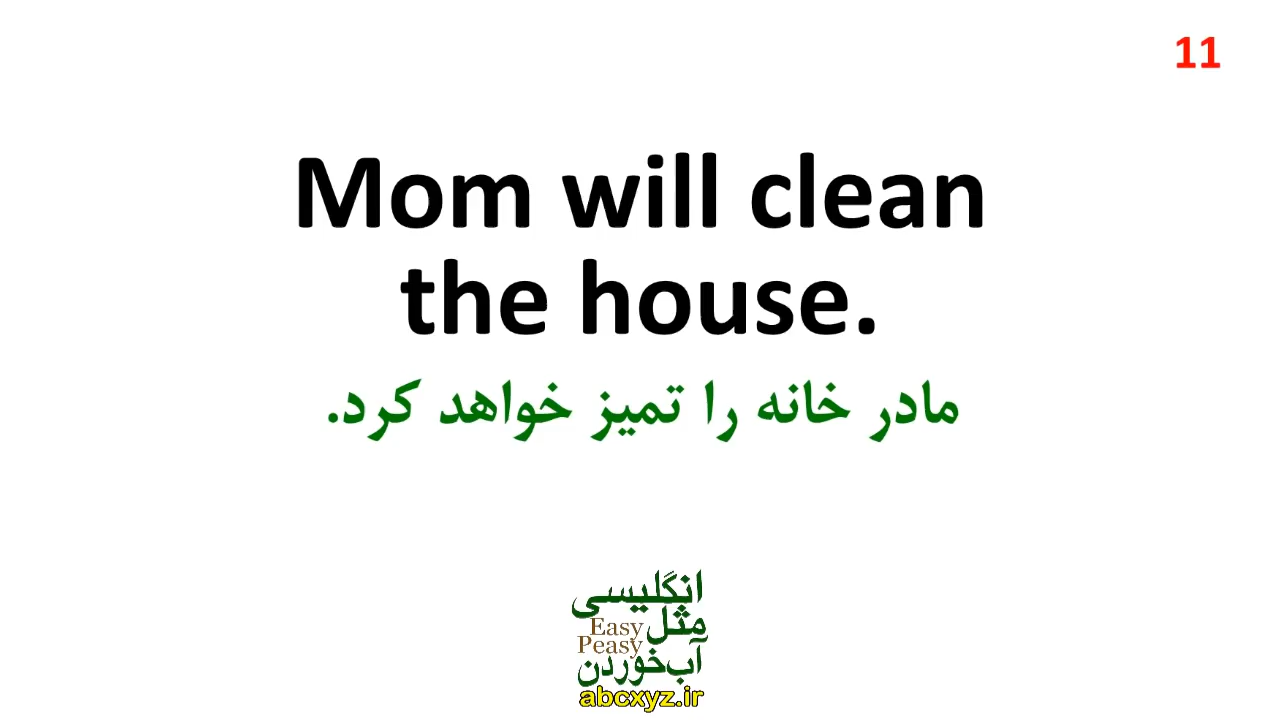 11
Mom will clean
the house.
مادر خانه را تمیز خواهد کرد.
انگلیسی
مثل Easy
Peasy
آب‌خوردن
abcxyz.ir